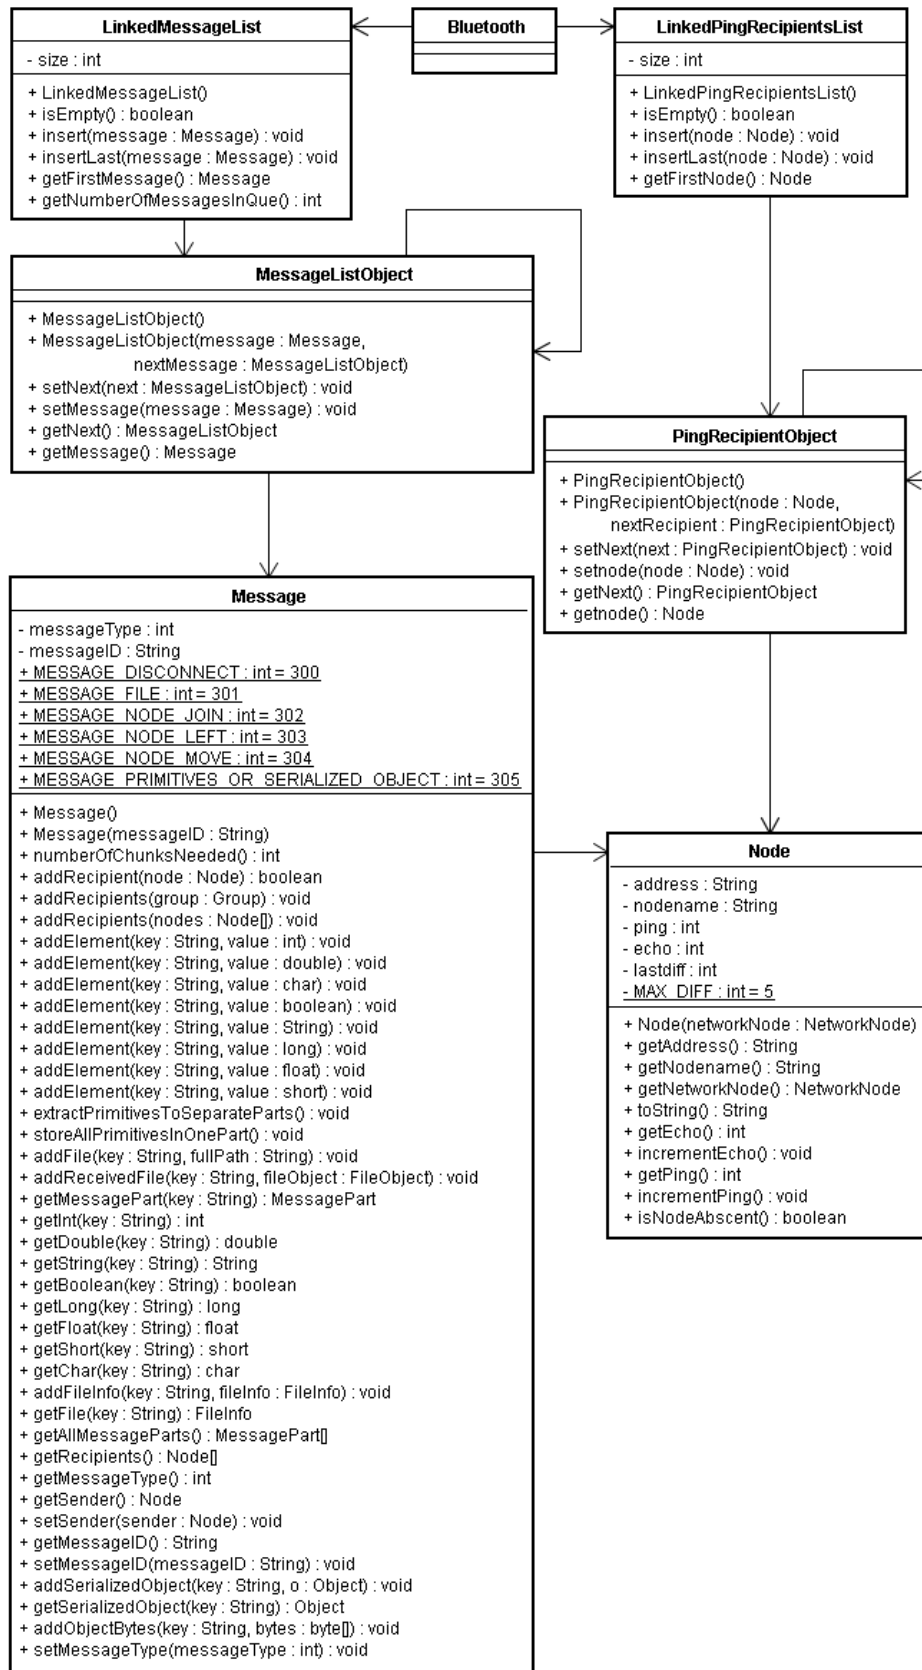 LinkedMessageList
- size : int
+ LinkedMessageList()
+ isEmpty() : boolean
+ insert(message : Message) : void
+ insertLast(message : Message) : void
+ getFirstMessage() : Message
+ getNumberOfMessagesInQue() : int
Bluetooth
LinkedPingRecipientsList
- size : int
+ LinkedPingRecipientsList()
+ isEmpty() : boolean
+ insert(node : Node) : void
+ insertLast(node : Node) : void
+ getFirstNode() : Node
MessageListObject
+ MessageListObject()
+ MessageListObject(message : Message,
nextMessage : MessageListObject)
+ setNext(next : MessageListObject) : void
+ setMessage(message : Message) : void
+ getNext() : MessageListObject
+ getMessage() : Message
PingRecipientObject
+ PingRecipientObject()
+ PingRecipientObject(node : Node,
nextRecipient : PingRecipientObject)
+ setNext(next : PingRecipientObject) : void
+ setnode(node : Node) : void
+ getNext() : PingRecipientObject
+ getnode() : Node
Message
- messageType : int
- messageID : String
+ MESSAGE_DISCONNECT : int = 300
+ MESSAGE_FILE : int = 301
+ MESSAGE_NODE_JOIN : int = 302
+ MESSAGE_NODE_LEFT : int = 303
+ MESSAGE_NODE_MOVE : int = 304
+ MESSAGE_PRIMITIVES_OR_SERIALIZED_OBJECT : int = 305
+ Message()
+ Message(messageID : String)
+ numberOfChunksNeeded() : int
+ addRecipient(node : Node) : boolean
+ addRecipients(group : Group) : void
+ addRecipients(nodes : Node[]) : void
+ addElement(key : String, value : int) : void
+ addElement(key : String, value : double) : void
+ addElement(key : String, value : char) : void
+ addElement(key : String, value : boolean) : void
+ addElement(key : String, value : String) : void
+ addElement(key : String, value : long) : void
+ addElement(key : String, value : float) : void
+ addElement(key : String, value : short) : void
+ extractPrimitivesToSeparateParts() : void
+ storeAllPrimitivesInOnePart() : void
+ addFile(key : String, fullPath : String) : void
+ addReceivedFile(key : String, fileObject : FileObject) : void
+ getMessagePart(key : String) : MessagePart
+ getInt(key : String) : int
+ getDouble(key : String) : double
+ getString(key : String) : String
+ getBoolean(key : String) : boolean
+ getLong(key : String) : long
+ getFloat(key : String) : float
+ getShort(key : String) : short
+ getChar(key : String) : char
+ addFileInfo(key : String, fileInfo : FileInfo) : void
+ getFile(key : String) : FileInfo
+ getAllMessageParts() : MessagePart[]
+ getRecipients() : Node[]
+ getMessageType() : int
+ getSender() : Node
+ setSender(sender : Node) : void
+ getMessageID() : String
+ setMessageID(messageID : String) : void
+ addSerializedObject(key : String, o : Object) : void
+ getSerializedObject(key : String) : Object
+ addObjectBytes(key : String, bytes : byte[]) : void
+ setMessageType(messageType : int) : void
Node
- address : String
- nodename : String
- ping : int
- echo : int
- lastdiff : int
- MAX_DIFF : int = 5
+ Node(networkNode : NetworkNode)
+ getAddress() : String
+ getNodename() : String
+ getNetworkNode() : NetworkNode
+ toString() : String
+ getEcho() : int
+ incrementEcho() : void
+ getPing() : int
+ incrementPing() : void
+ isNodeAbscent() : boolean